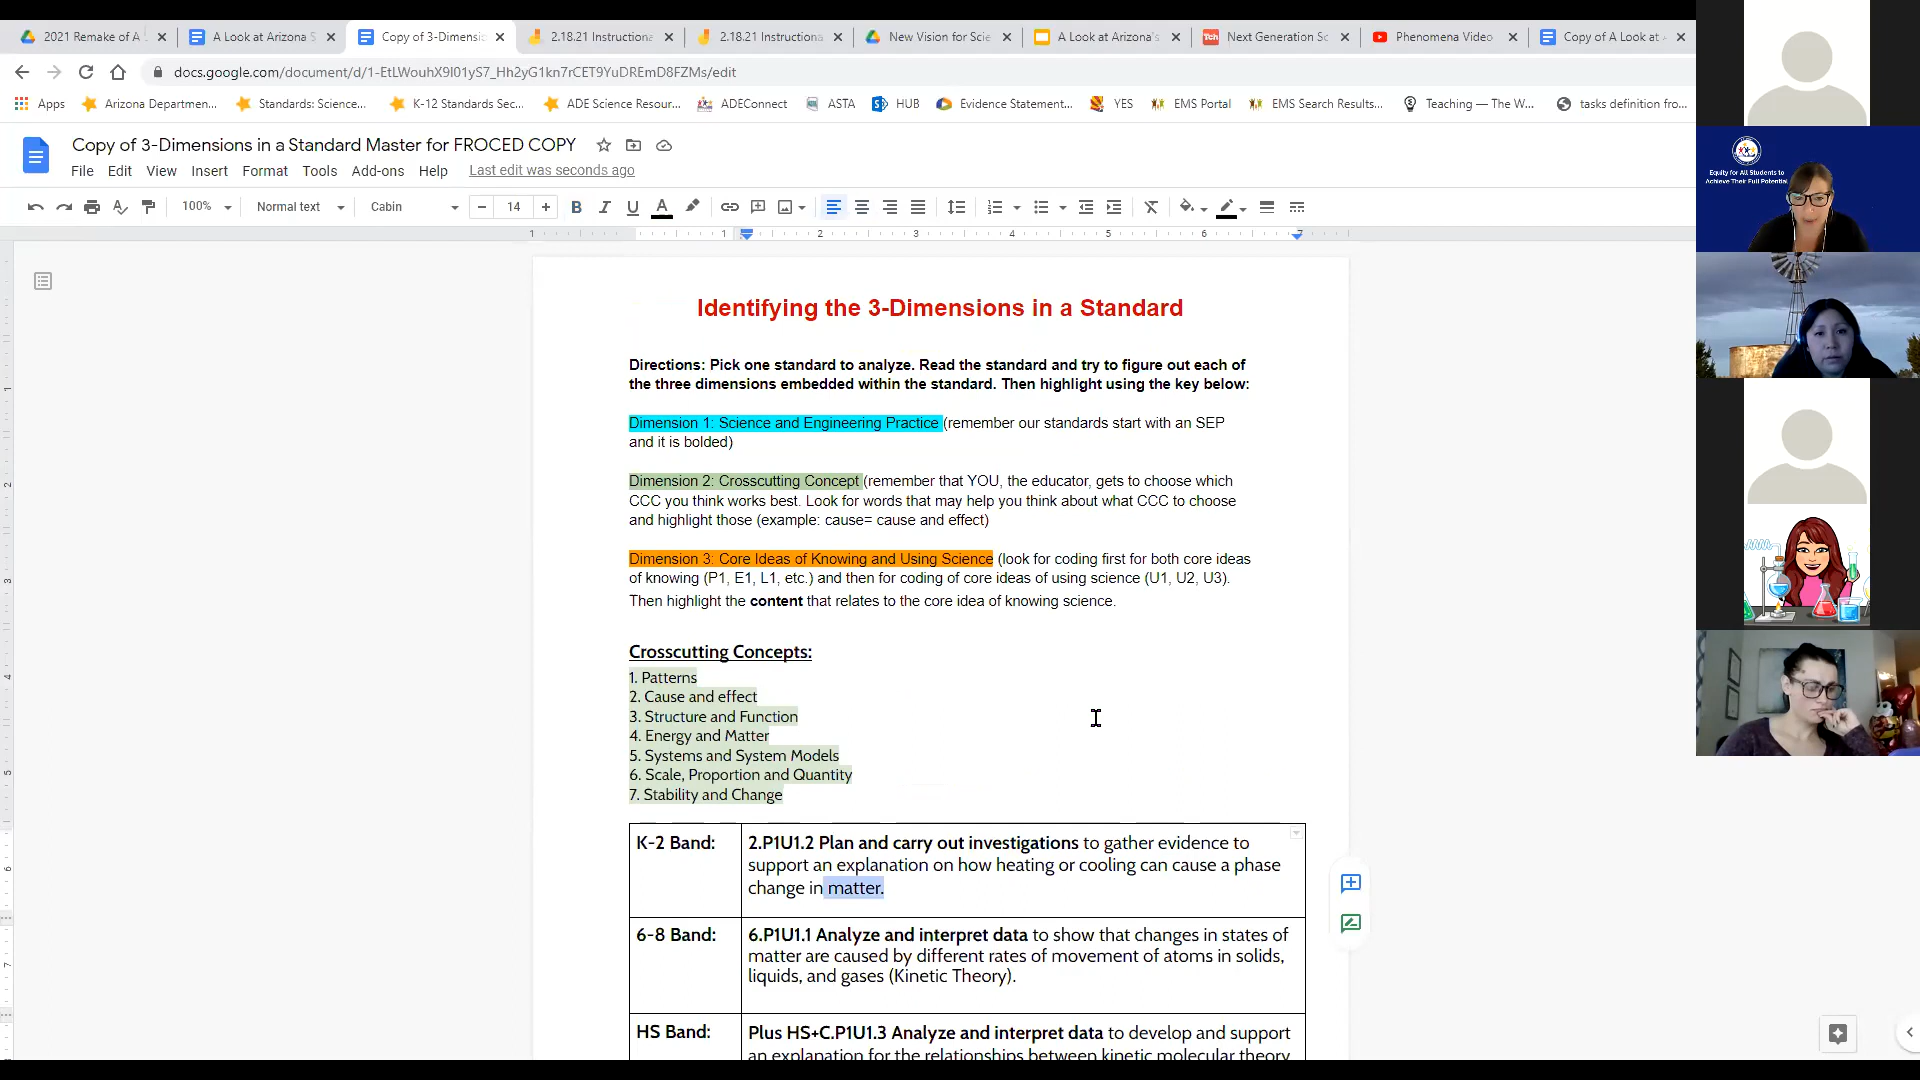 2021 Remake of A
A Look at Arizona S
Copy of 3-Dimensio
2.18.21 Instructiona
2.18.21 Instructiona
New Vision for Scie
A Look at Arizona's
Next Generation Sc
Phenomena Video
Copy of A Look at A
docs.google.com/document/d/1-EtLWouhX9I01yS7_Hh2yG1kn7rCET9YuDREmD8FZMs/edit
Apps
Arizona Departmen...
Standards: Science...
K-12 Standards Sec...
ADE Science Resour...
ADEConnect
ASTA
HUB
Evidence Statement...
YES
EMS Portal
EMS Search Results...
Teaching — The W...
tasks definition fro...
Copy of 3-Dimensions in a Standard Master for FROCED COPY
File Edit View Insert Format Tools Add-ons Help Last edit was seconds ago
100% Normal text Cabin 14
Identifying the 3-Dimensions in a Standard
Directions: Pick one standard to analyze. Read the standard and try to figure out each of
the three dimensions embedded within the standard. Then highlight using the key below:
Dimension 1: Science and Engineering Practice (remember our standards start with an SEP
and it is bolded)
Dimension 2: Crosscutting Concept (remember that YOU, the educator, gets to choose which
CCC you think works best. Look for words that may help you think about what CCC to choose
and highlight those (example: cause= cause and effect)
Dimension 3: Core Ideas of Knowing and Using Science (look for coding first for both core ideas
of knowing (P1, E1, L1, etc.) and then for coding of core ideas of using science (U1, U2, U3).
Then highlight the content that relates to the core idea of knowing science.
Crosscutting Concepts:
1. Patterns
2. Cause and effect
3. Structure and Function
4. Energy and Matter
5. Systems and System Models
6. Scale, Proportion and Quantity
7. Stability and Change
K-2 Band:
2.P1U1.2 Plan and carry out investigations to gather evidence to
support an explanation on how heating or cooling can cause a phase
change in matter.
6-8 Band:
6.P1U1.1 Analyze and interpret data to show that changes in states of
matter are caused by different rates of movement of atoms in solids,
liquids, and gases (Kinetic Theory).
HS Band:
Plus HS+C.P1U1.3 Analyze and interpret data to develop and support
an explanation for the relationships between kinetic molecular theory
Equity for All Students to
Achieve Their Full Potential